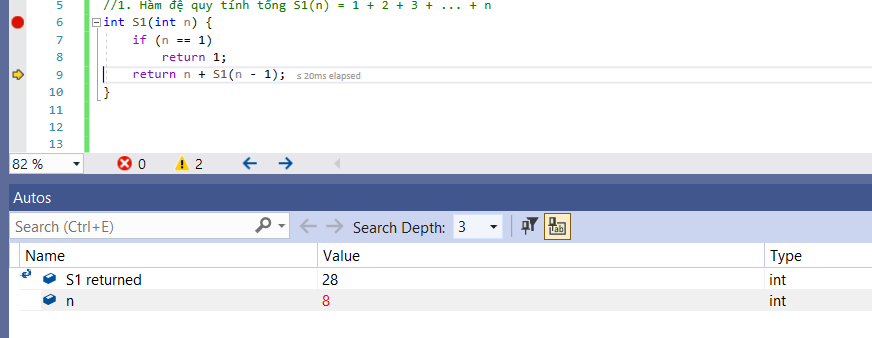 5 //1. Hàm đệ quy tính tổng S1(n) = 1 + 2 + 3 + ... + n
6 int S1(int n) {
7 if (n == 1)
8 return 1;
9 return n + S1(n - 1); ≤ 20ms elapsed
10 }
11
12
13
82 % 0 2
Autos
Search (Ctrl+E) Search Depth: 3
Name Value Type
S1 returned 28 int
n 8 int